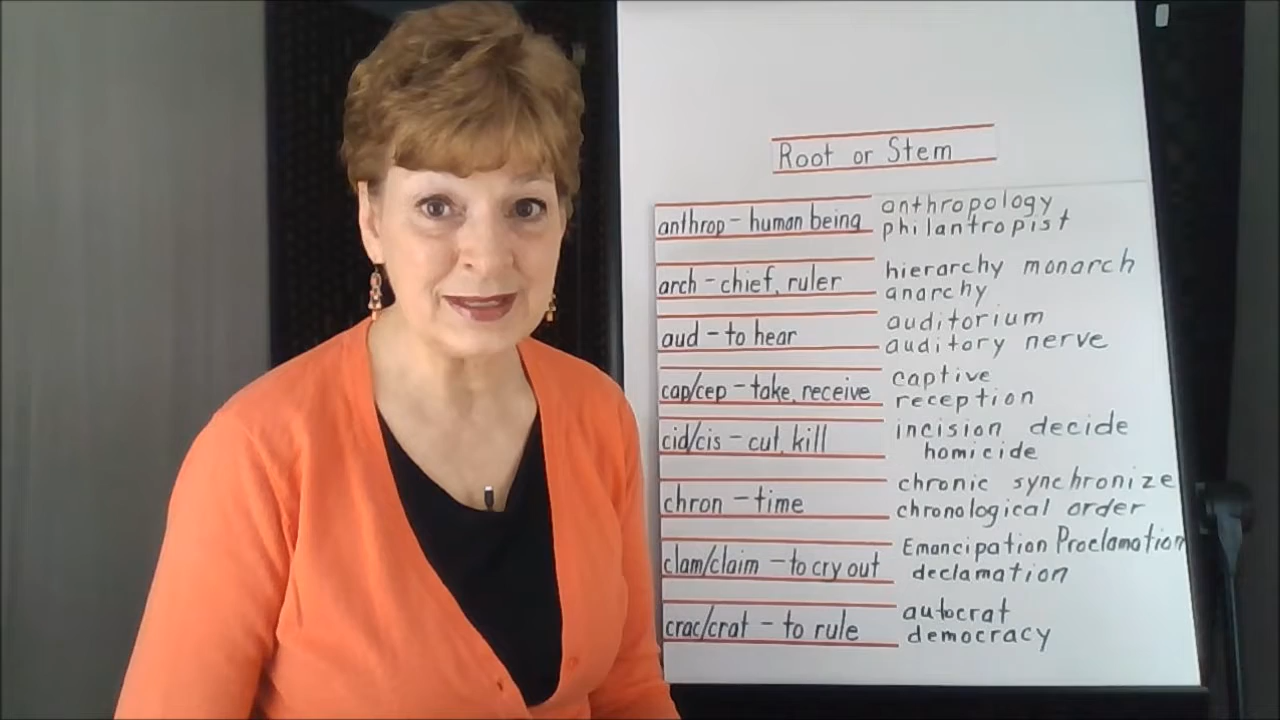 Root or Stem
anthrop - human being
anthropology
philantropist
arch - chief, ruler
hierarchy monarch
anarchy
aud - to hear
auditorium
auditory nerve
cap/cep - take, receive
captive
reception
cid/cis - cut, kill
incision decide
homicide
chron - time
chronic synchronize
chronological order
clam/claim - to cry out
Emancipation Proclamation
declamation
crac/crat - to rule
autocrat
democracy